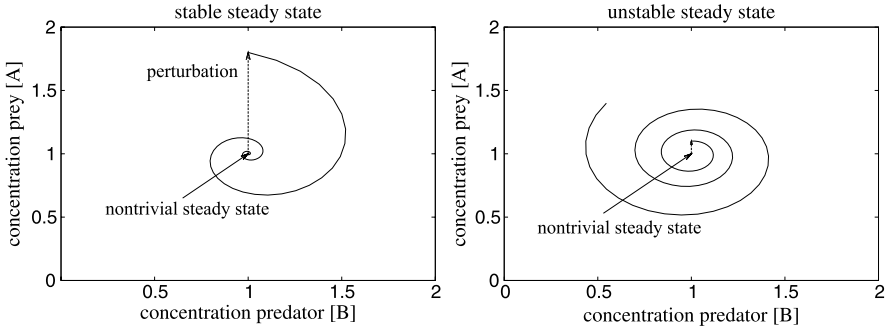 stable steady state
concentration prey [A]
2
1.5
1
0.5
0
perturbation
nontrivial steady state
0.5
1
1.5
2
concentration predator [B]
unstable steady state
concentration prey [A]
2
1.5
1
0.5
0
nontrivial steady state
0
0.5
1
1.5
2
concentration predator [B]